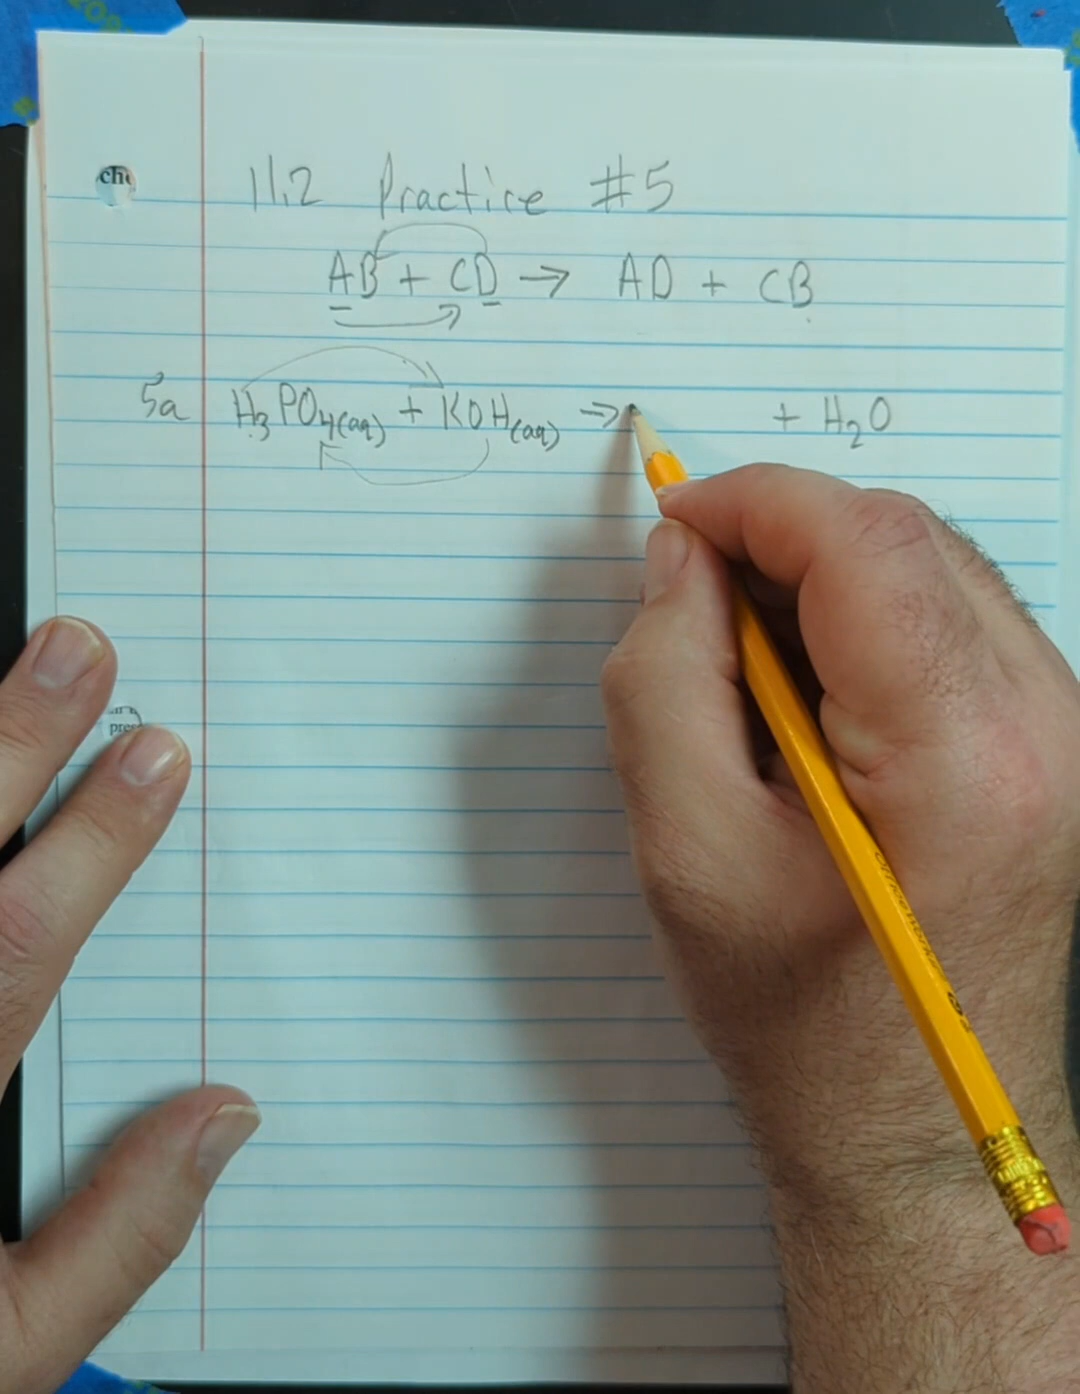 11.2 Practice #5
AB + CD → AD + CB
5a H₃PO₄(aq) + KOH(aq) → + H₂O